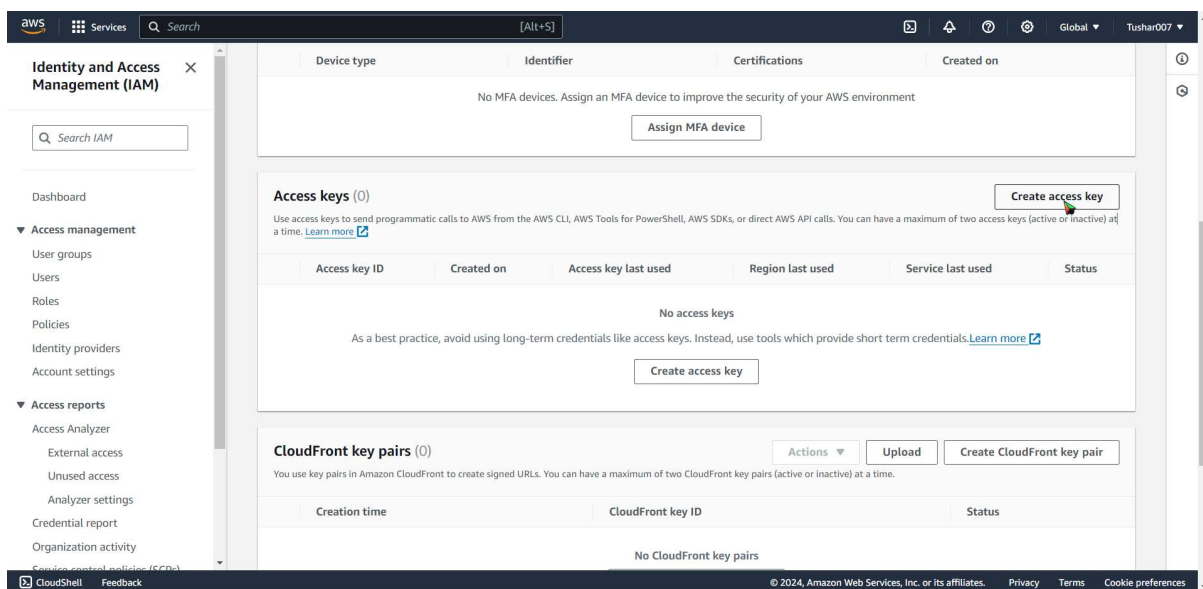 aws Services Search [Alt+S] Global Tushar007
Identity and Access
Management (IAM)
Search IAM
Dashboard
Access management
User groups
Users
Roles
Policies
Identity providers
Account settings
Access reports
Access Analyzer
External access
Unused access
Analyzer settings
Credential report
Organization activity
Service control policies (SCPs)
Device type Identifier Certifications Created on
No MFA devices. Assign an MFA device to improve the security of your AWS environment
Assign MFA device
Access keys (0) Create access key
Use access keys to send programmatic calls to AWS from the AWS CLI, AWS Tools for PowerShell, AWS SDKs, or direct AWS API calls. You can have a maximum of two access keys (active or inactive) at
a time. Learn more
Access key ID Created on Access key last used Region last used Service last used Status
No access keys
As a best practice, avoid using long-term credentials like access keys. Instead, use tools which provide short term credentials. Learn more
Create access key
CloudFront key pairs (0) Actions Upload Create CloudFront key pair
You use key pairs in Amazon CloudFront to create signed URLs. You can have a maximum of two CloudFront key pairs (active or inactive) at a time.
Creation time CloudFront key ID Status
No CloudFront key pairs
CloudShell Feedback © 2024, Amazon Web Services, Inc. or its affiliates. Privacy Terms Cookie preferences